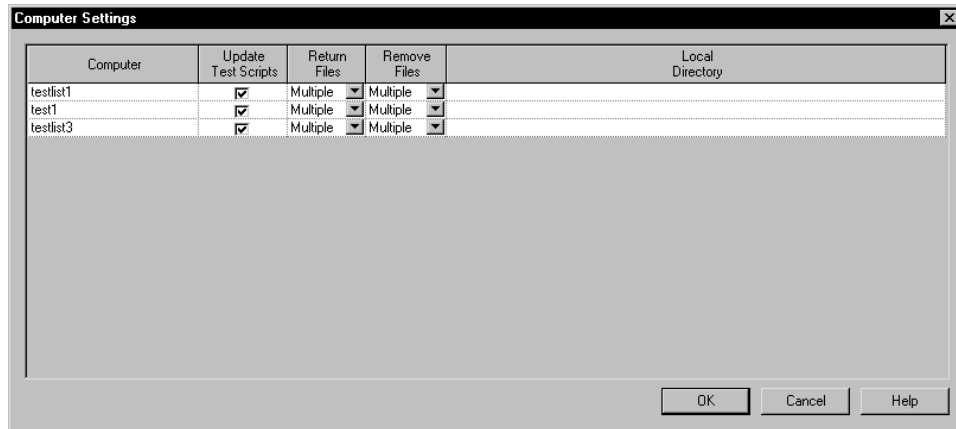 Computer Settings
Computer
Update
Test Scripts
Return
Files
Remove
Files
Local
Directory
testlist1 Multiple Multiple
test1 Multiple Multiple
testlist3 Multiple Multiple
OK Cancel Help